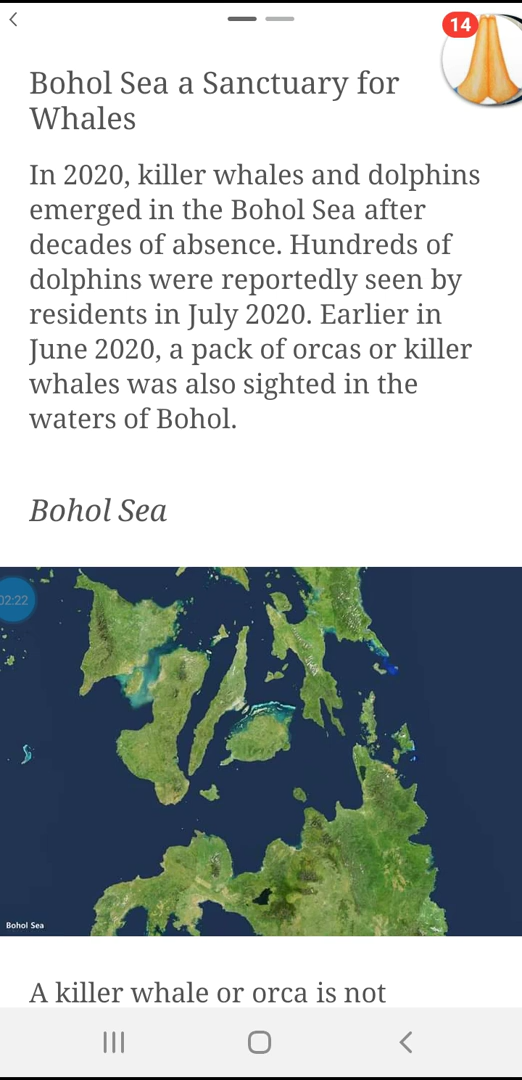 14
Bohol Sea a Sanctuary for
Whales
In 2020, killer whales and dolphins
emerged in the Bohol Sea after
decades of absence. Hundreds of
dolphins were reportedly seen by
residents in July 2020. Earlier in
June 2020, a pack of orcas or killer
whales was also sighted in the
waters of Bohol.
Bohol Sea
02:22
Bohol Sea
A killer whale or orca is not